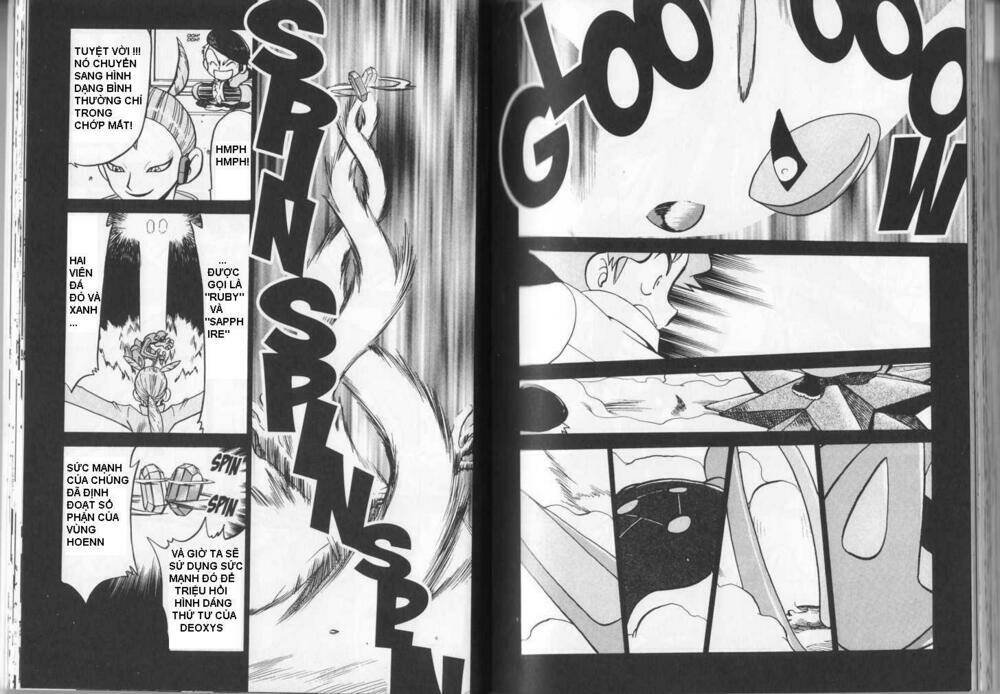 GLOOOOOOW
SPIN SPIN SPIN SPIN
TUYỆT VỜI !!!
NÓ CHUYỂN
SANG HÌNH
DẠNG BÌNH
THƯỜNG CHỈ
TRONG
CHỚP MẮT!
OOH!
OOH!
HMPH
HMPH!
HAI
VIÊN
ĐÁ
ĐỎ VÀ
XANH
...
...
ĐƯỢC
GỌI LÀ
"RUBY"
VÀ
"SAPPH
IRE"
SỨC MẠNH
CỦA CHÚNG
ĐÃ ĐỊNH
ĐOẠT SỐ
PHẬN CỦA
VÙNG
HOENN
SPIN
SPIN
VÀ GIỜ TA SẼ
SỬ DỤNG SỨC
MẠNH ĐÓ ĐỂ
TRIỆU HỒI
HÌNH DÁNG
THỨ TƯ CỦA
DEOXYS